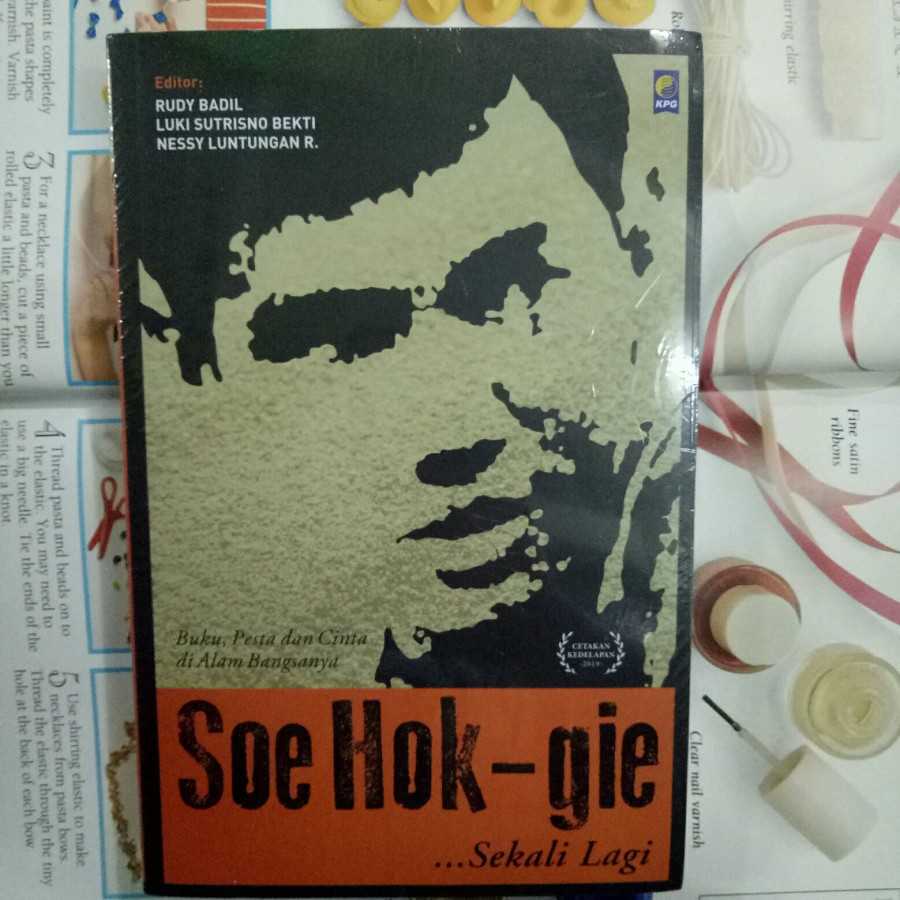 Editor:
RUDY BADIL
LUKI SUTRISNO BEKTI
NESSY LUNTUNGAN R.
KPG
Buku, Pesta dan Cinta
di Alam Bangsanya
CETAKAN
KEDELAPAN
-2019-
Soe Hok-gie
...Sekali Lagi
aint is completely
the pasta shapes
varnish. Varnish
3 For a necklace using small
pasta and beads, cut a piece of
rolled elastic a little longer than you
4 Thread pasta and beads on to
the elastic. You may need to
use a big needle. Tie the ends of the
elastic in a knot.
5 Use shirring elastic to make
necklaces from pasta bows.
Thread the elastic through the tiny
hole at the back of each bow
irring elastic
Fine satin
ribbons
Clear nail varnish